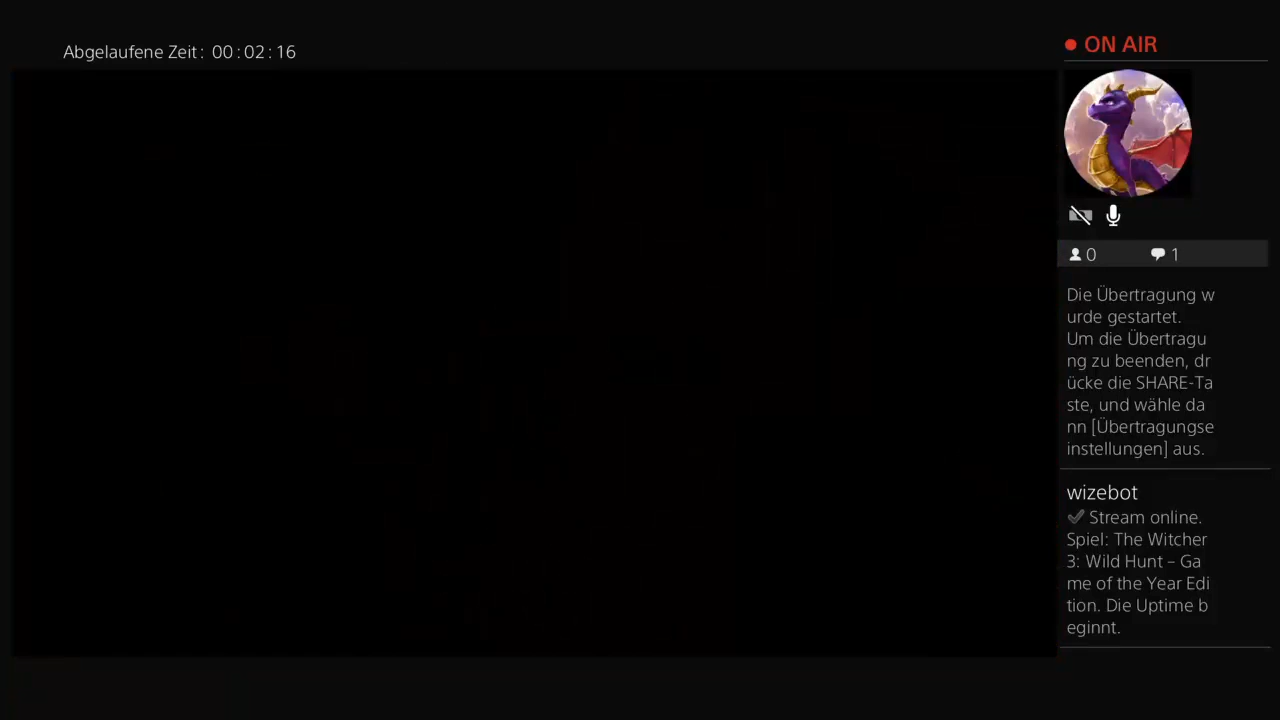 Abgelaufene Zeit: 00:02:16
ON AIR
0 1
Die Übertragung w
urde gestartet.
Um die Übertragu
ng zu beenden, dr
ücke die SHARE-Ta
ste, und wähle da
nn [Übertragungse
instellungen] aus.
wizebot
✔ Stream online.
Spiel: The Witcher
3: Wild Hunt – Ga
me of the Year Edi
tion. Die Uptime b
eginnt.